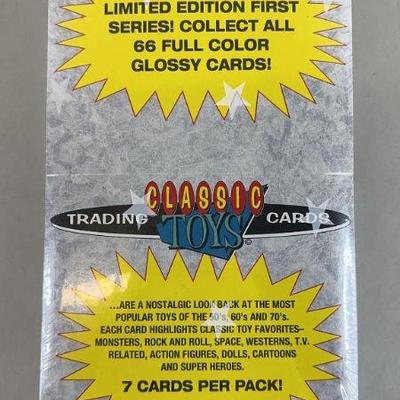 LIMITED EDITION FIRST
SERIES! COLLECT ALL
66 FULL COLOR
GLOSSY CARDS!
CLASSIC
TRADING TOYS © CARDS
...ARE A NOSTALGIC LOOK BACK AT THE MOST
POPULAR TOYS OF THE 50's, 60's AND 70's.
EACH CARD HIGHLIGHTS CLASSIC TOY FAVORITES–
MONSTERS, ROCK AND ROLL, SPACE, WESTERNS, T.V.
RELATED, ACTION FIGURES, DOLLS, CARTOONS
AND SUPER HEROES.
7 CARDS PER PACK!